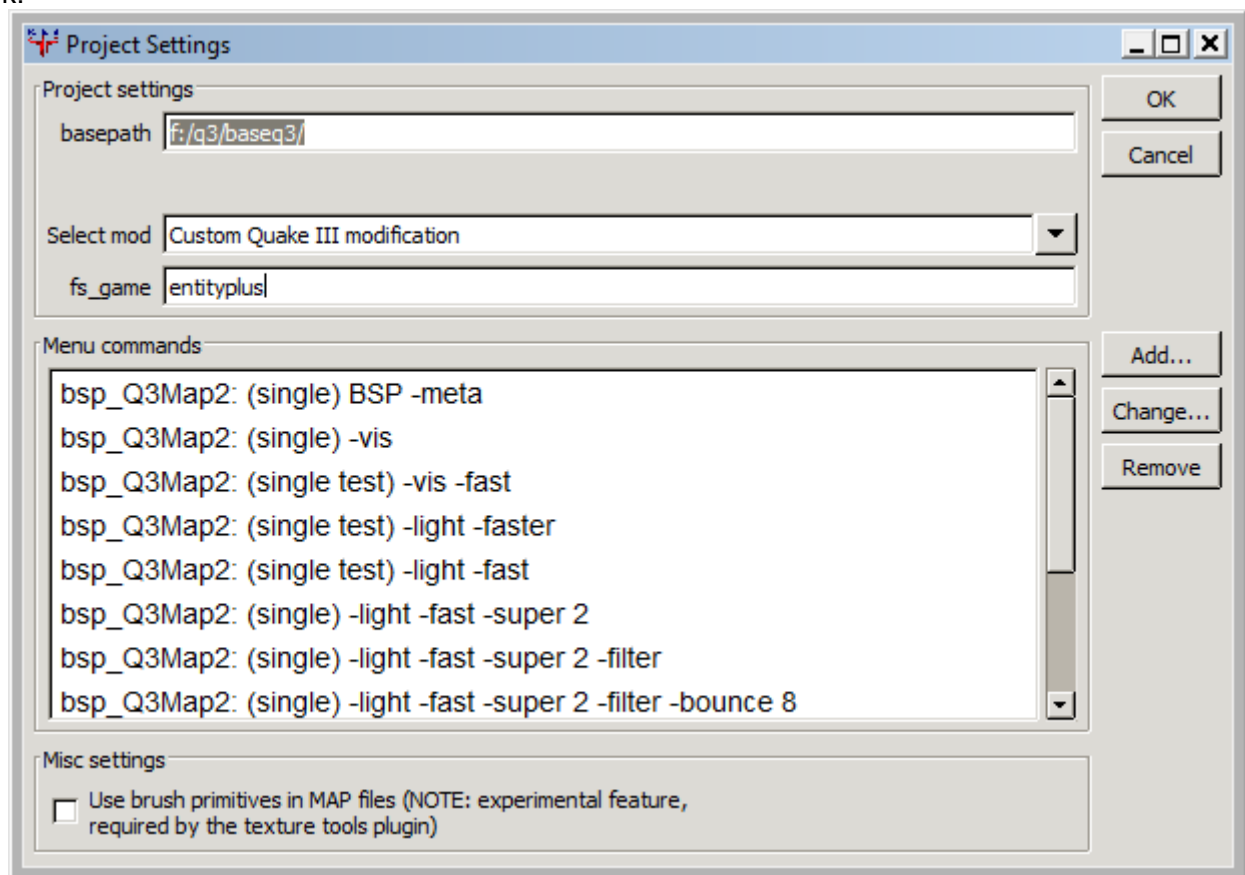 k.
Project Settings
Project settings
OK
basepath f:/q3/baseq3/
Cancel
Select mod Custom Quake III modification
fs_game entityplus
Menu commands
Add...
bsp_Q3Map2: (single) BSP -meta
Change...
bsp_Q3Map2: (single) -vis
Remove
bsp_Q3Map2: (single test) -vis -fast
bsp_Q3Map2: (single test) -light -faster
bsp_Q3Map2: (single test) -light -fast
bsp_Q3Map2: (single) -light -fast -super 2
bsp_Q3Map2: (single) -light -fast -super 2 -filter
bsp_Q3Map2: (single) -light -fast -super 2 -filter -bounce 8
Misc settings
Use brush primitives in MAP files (NOTE: experimental feature,
required by the texture tools plugin)